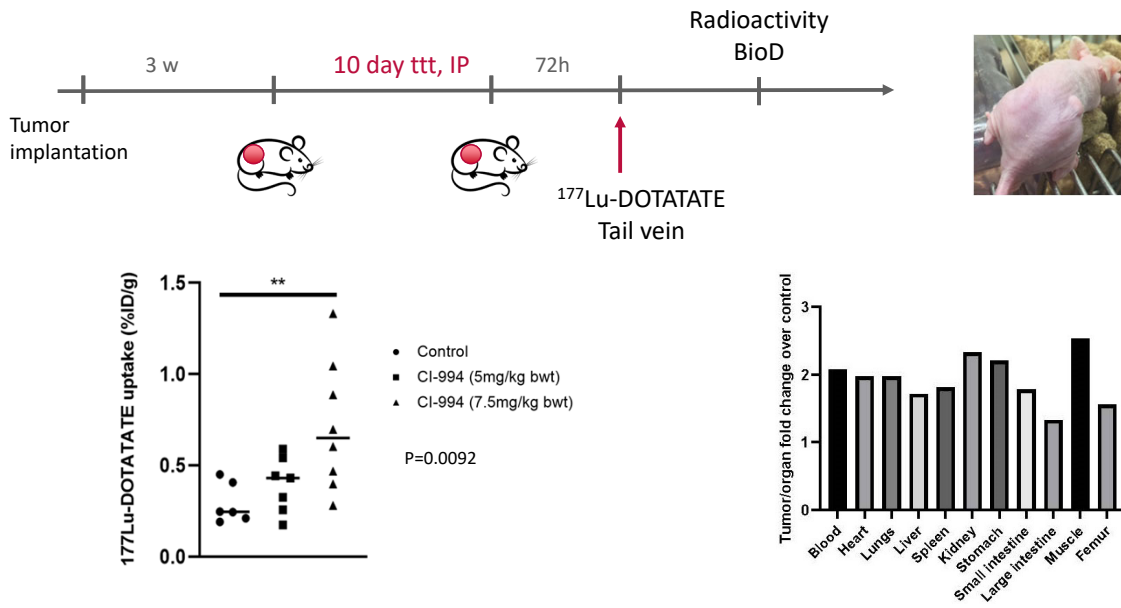 Radioactivity
BioD
3 w
10 day ttt, IP
72h
Tumor
implantation
¹⁷⁷Lu-DOTATATE
Tail vein
177Lu-DOTATATE uptake (%ID/g)
1.5
1.0
0.5
0.0
**
Control
CI-994 (5mg/kg bwt)
CI-994 (7.5mg/kg bwt)
P=0.0092
Tumor/organ fold change over control
3
2
1
0
Blood
Heart
Lungs
Liver
Spleen
Kidney
Stomach
Small intestine
Large intestine
Muscle
Femur